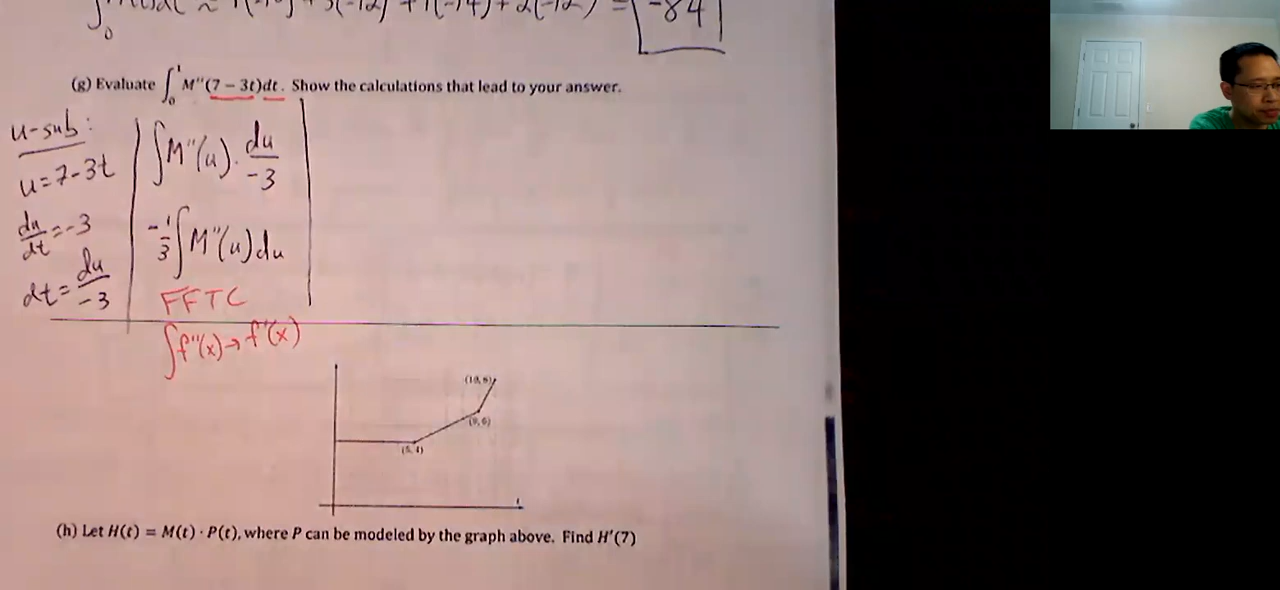 = -84
(g) Evaluate ∫₀¹ M''(7 − 3t)dt. Show the calculations that lead to your answer.
u-sub:
u=7-3t
du/dt=-3
dt=du/-3
∫M''(u)·du/-3
-1/3∫M''(u)du
FFTC
∫f''(x)→f'(x)
(9, 6)
(5, 4)
t
(h) Let H(t) = M(t) · P(t), where P can be modeled by the graph above. Find H'(7)